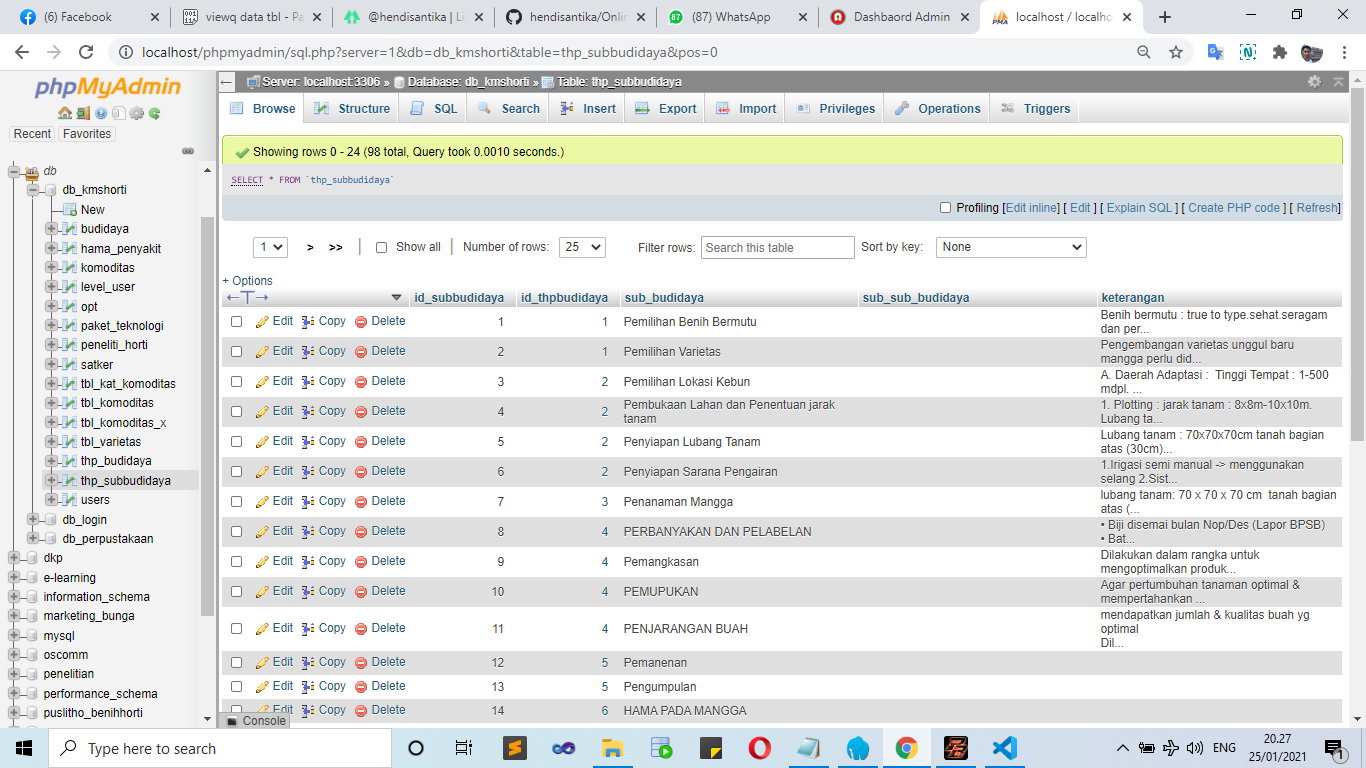 (6) Facebook
viewq data tbl - Pa
@hendisantika | Li
hendisantika/Onlin
(87) WhatsApp
Dashbaord Admin
localhost / localho
localhost/phpmyadmin/sql.php?server=1&db=db_kmshorti&table=thp_subbudidaya&pos=0
phpMyAdmin
Recent Favorites
db
db_kmshorti
New
budidaya
hama_penyakit
komoditas
level_user
opt
paket_teknologi
peneliti_horti
satker
tbl_kat_komoditas
tbl_komoditas
tbl_komoditas_x
tbl_varietas
thp_budidaya
thp_subbudidaya
users
db_login
db_perpustakaan
dkp
e-learning
information_schema
marketing_bunga
mysql
oscomm
penelitian
performance_schema
puslitho_benihhorti
Server: localhost:3306 » Database: db_kmshorti » Table: thp_subbudidaya
Browse Structure SQL Search Insert Export Import Privileges Operations Triggers
Showing rows 0 - 24 (98 total, Query took 0.0010 seconds.)
SELECT * FROM `thp_subbudidaya`
Profiling [Edit inline] [ Edit ] [ Explain SQL ] [ Create PHP code ] [ Refresh]
1 > >> | Show all | Number of rows: 25 Filter rows: Search this table Sort by key: None
+ Options
←T→ id_subbudidaya id_thpbudidaya sub_budidaya sub_sub_budidaya keterangan
Edit Copy Delete 1 1 Pemilihan Benih Bermutu Benih bermutu : true to type.sehat.seragam
dan per...
Edit Copy Delete 2 1 Pemilihan Varietas Pengembangan varietas unggul baru
mangga perlu did...
Edit Copy Delete 3 2 Pemilihan Lokasi Kebun A. Daerah Adaptasi : Tinggi Tempat : 1-500
mdpl. ...
Edit Copy Delete 4 2 Pembukaan Lahan dan Penentuan jarak
tanam
1. Plotting : jarak tanam : 8x8m-10x10m.
Lubang ta...
Edit Copy Delete 5 2 Penyiapan Lubang Tanam Lubang tanam : 70x70x70cm tanah bagian
atas (30cm)...
Edit Copy Delete 6 2 Penyiapan Sarana Pengairan 1.Irigasi semi manual -> menggunakan
selang 2.Sist...
Edit Copy Delete 7 3 Penanaman Mangga lubang tanam: 70 x 70 x 70 cm tanah bagian
atas (...
Edit Copy Delete 8 4 PERBANYAKAN DAN PELABELAN • Biji disemai bulan Nop/Des (Lapor BPSB)
• Bat...
Edit Copy Delete 9 4 Pemangkasan Dilakukan dalam rangka untuk
mengoptimalkan produk...
Edit Copy Delete 10 4 PEMUPUKAN Agar pertumbuhan tanaman optimal &
mempertahankan ...
Edit Copy Delete 11 4 PENJARANGAN BUAH mendapatkan jumlah & kualitas buah yg
optimal
Dil...
Edit Copy Delete 12 5 Pemanenan
Edit Copy Delete 13 5 Pengumpulan
Edit Copy Delete 14 6 HAMA PADA MANGGA
Console
Type here to search
ENG
20.27
25/01/2021
1